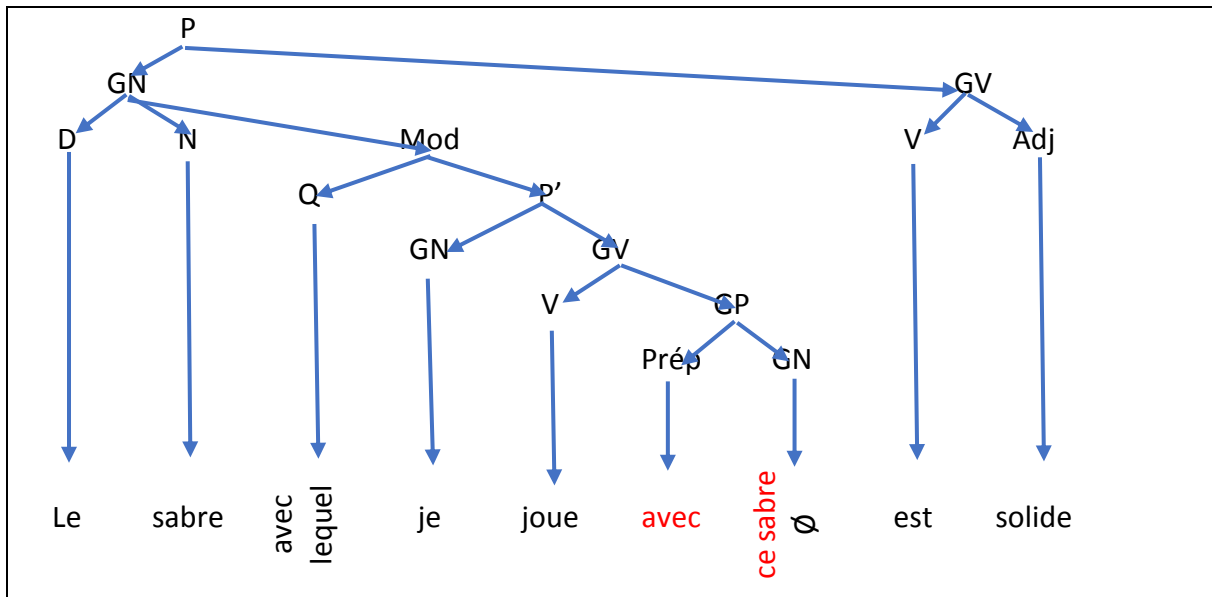 P
GN GV
D N Mod V Adj
Q P’
GN GV
V GP
Prép GN
Le sabre avec lequel je joue avec ce sabre Ø est solide